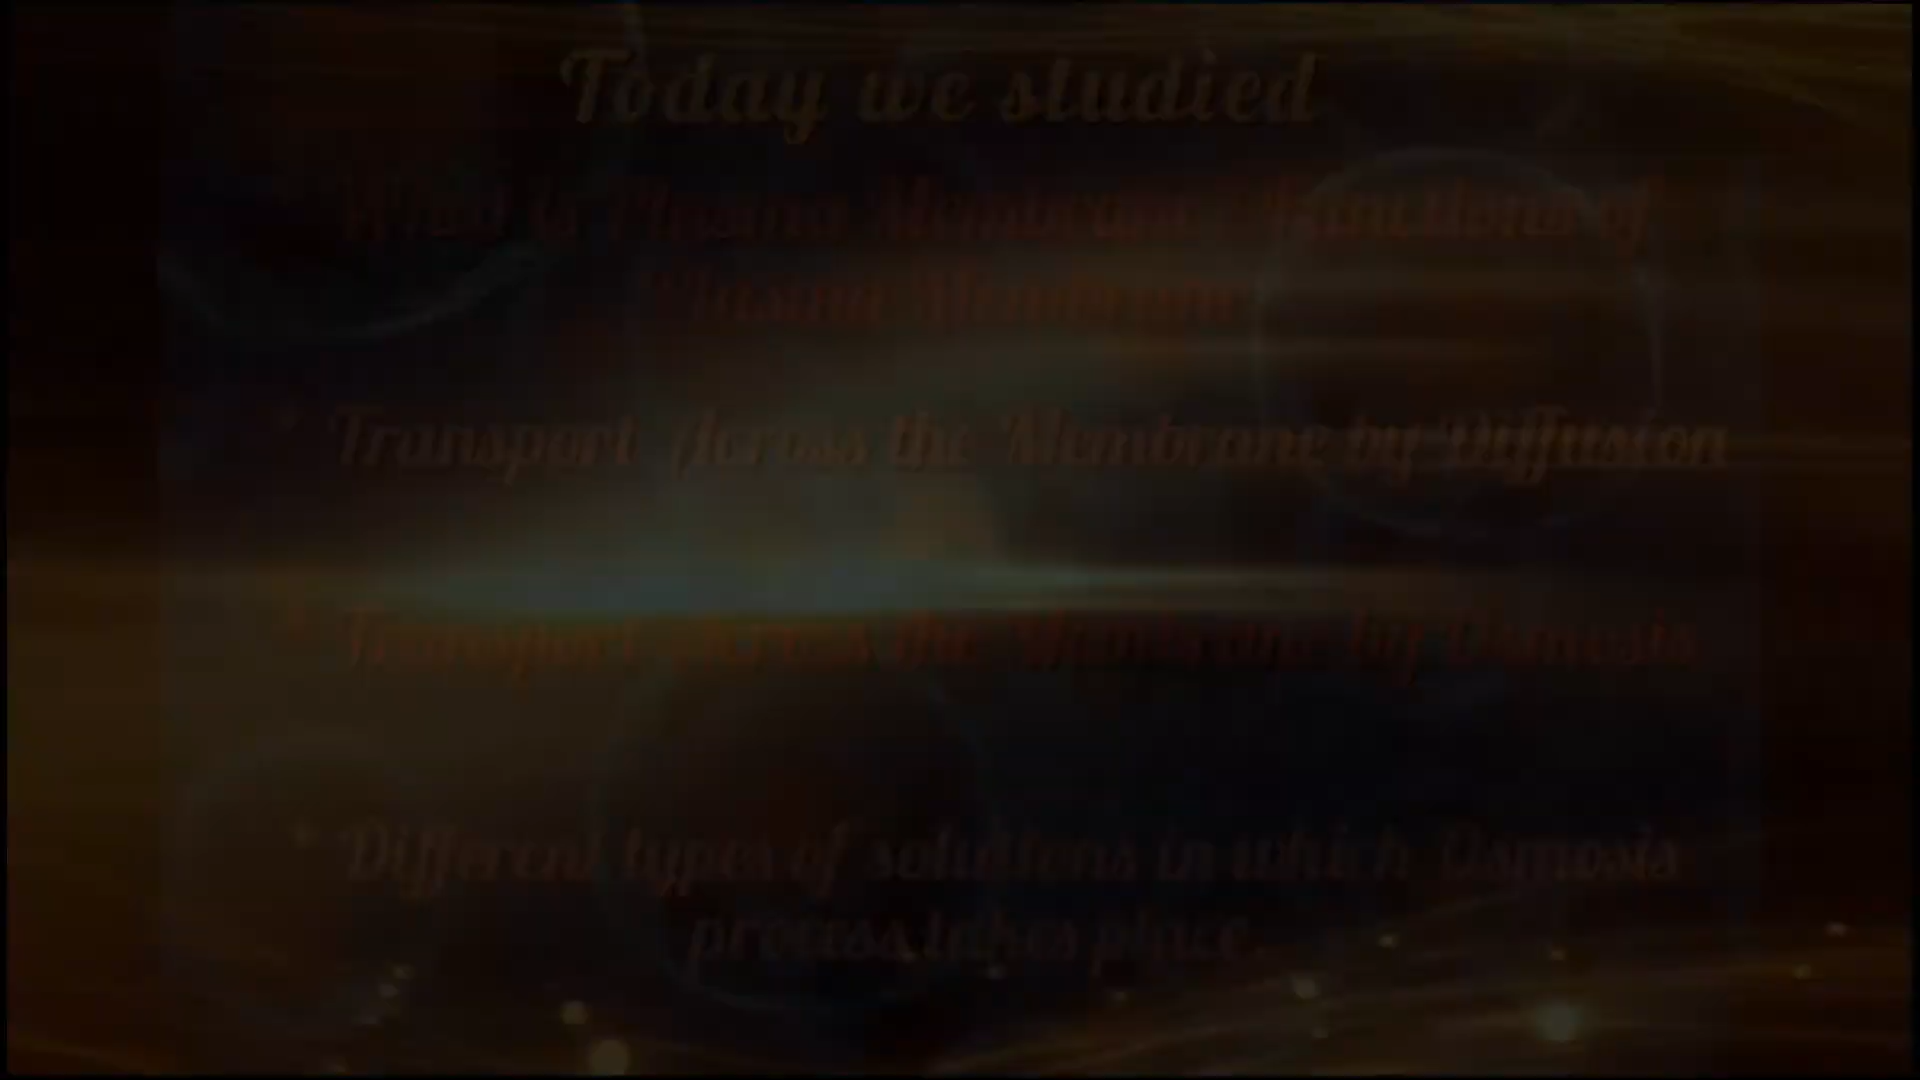 Today we studied
What is Plasma Membrane Functions of
Plasma Membrane
* Transport Across the Membrane by Diffusion
* Transport Across the Membrane by Osmosis
* Different types of solutions in which Osmosis
process takes place.